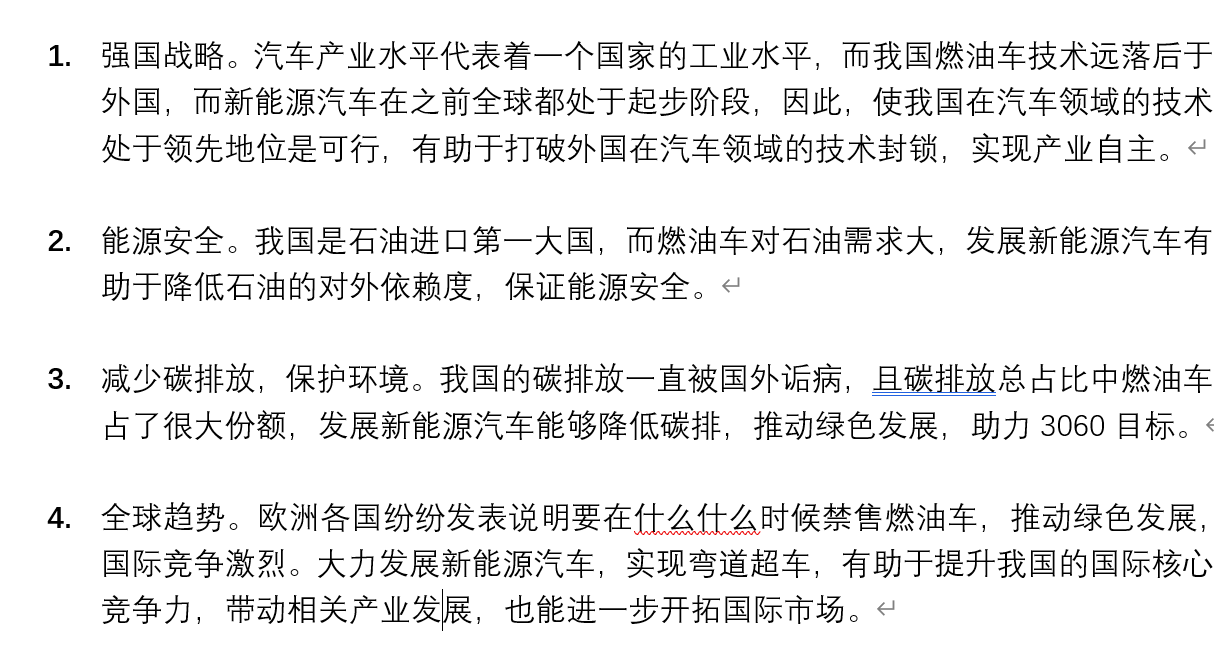 1. 强国战略。汽车产业水平代表着一个国家的工业水平，而我国燃油车技术远落后于
外国，而新能源汽车在之前全球都处于起步阶段，因此，使我国在汽车领域的技术
处于领先地位是可行，有助于打破外国在汽车领域的技术封锁，实现产业自主。
2. 能源安全。我国是石油进口第一大国，而燃油车对石油需求大，发展新能源汽车有
助于降低石油的对外依赖度，保证能源安全。
3. 减少碳排放，保护环境。我国的碳排放一直被国外诟病，且碳排放总占比中燃油车
占了很大份额，发展新能源汽车能够降低碳排，推动绿色发展，助力 3060 目标。
4. 全球趋势。欧洲各国纷纷发表说明要在什么什么时候禁售燃油车，推动绿色发展，
国际竞争激烈。大力发展新能源汽车，实现弯道超车，有助于提升我国的国际核心
竞争力，带动相关产业发展，也能进一步开拓国际市场。